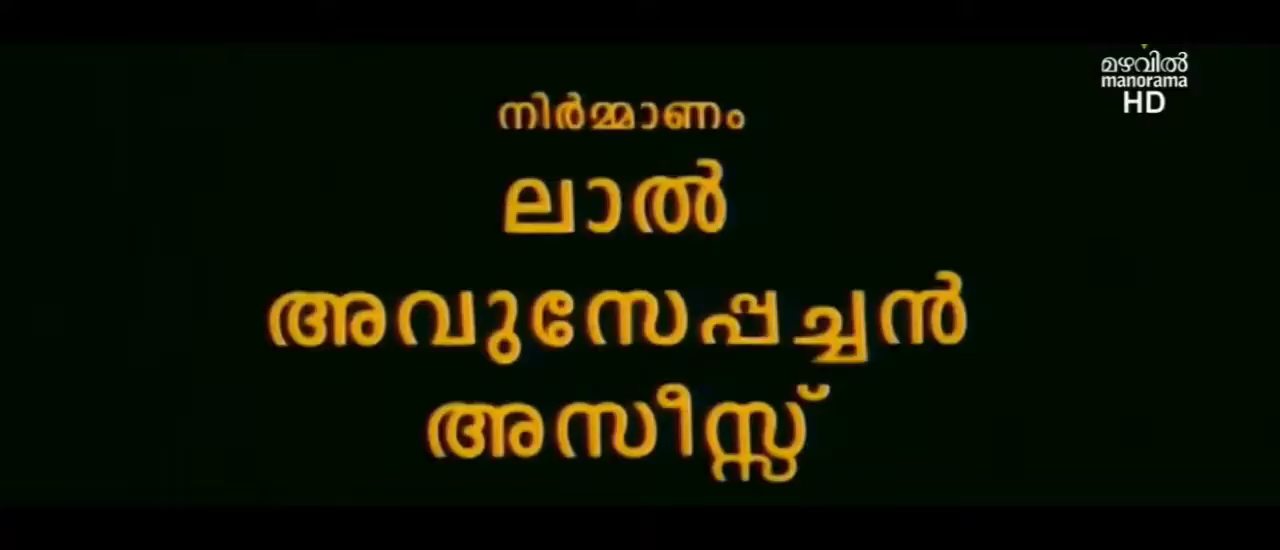 മഴവിൽ
manorama
HD
നിർമ്മാണം
ലാൽ
അവുസേപ്പച്ചൻ
അസീസ്സ്